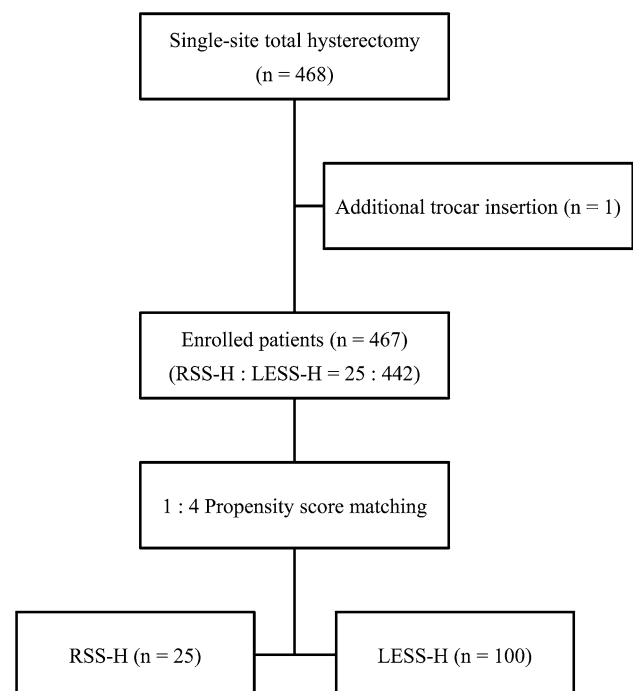 Single-site total hysterectomy
(n = 468)
Additional trocar insertion (n = 1)
Enrolled patients (n = 467)
(RSS-H : LESS-H = 25 : 442)
1 : 4 Propensity score matching
RSS-H (n = 25)
LESS-H (n = 100)